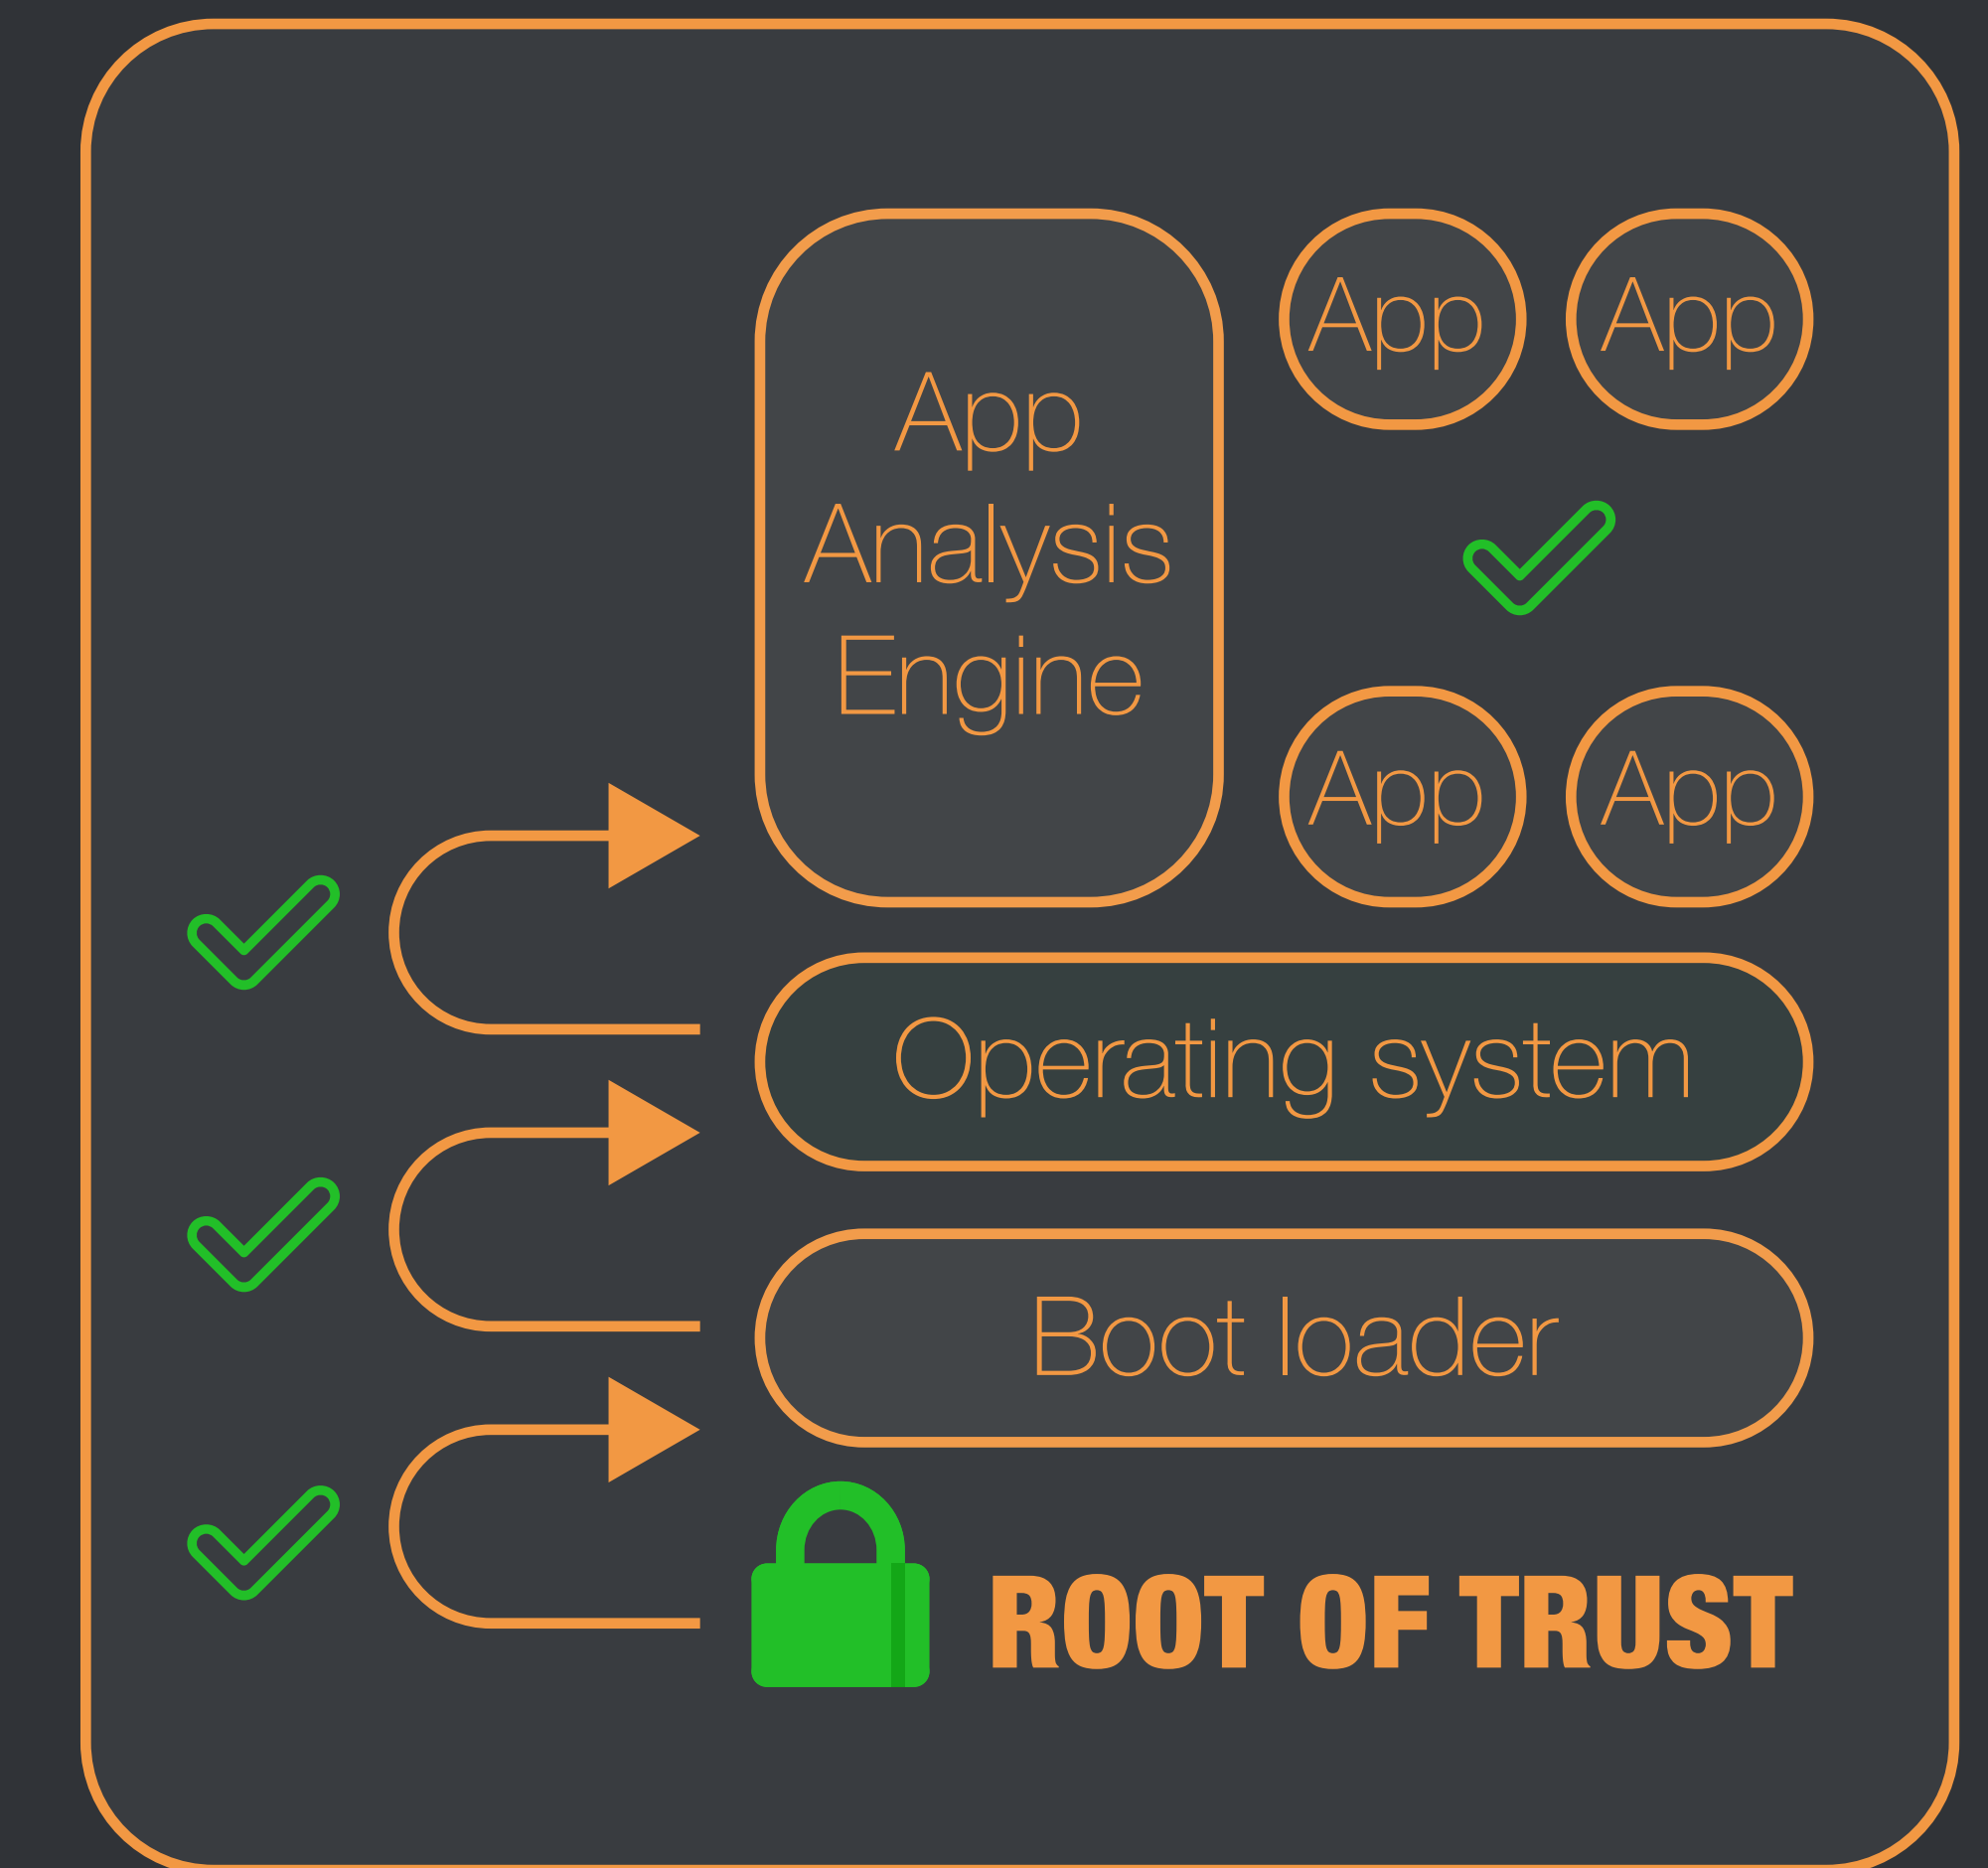 App App
App
Analysis
Engine
App App
Operating system
Boot loader
ROOT OF TRUST